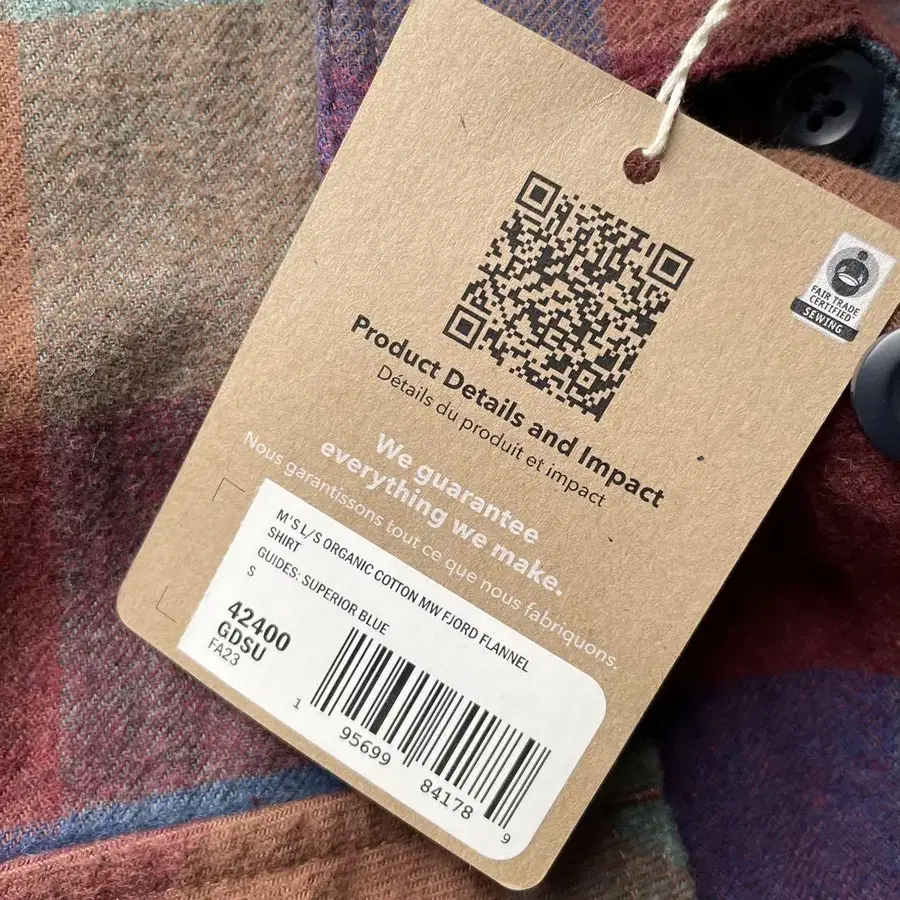 FAIR TRADE
CERTIFIED
SEWING
Product Details and Impact
Détails du produit et impact
We guarantee
everything we make.
Nous garantissons tout ce que nous fabriquons.
M'S L/S ORGANIC COTTON MW FJORD FLANNEL
SHIRT
GUIDES: SUPERIOR BLUE
S
42400
GDSU
FA23
1 95699 84178 9